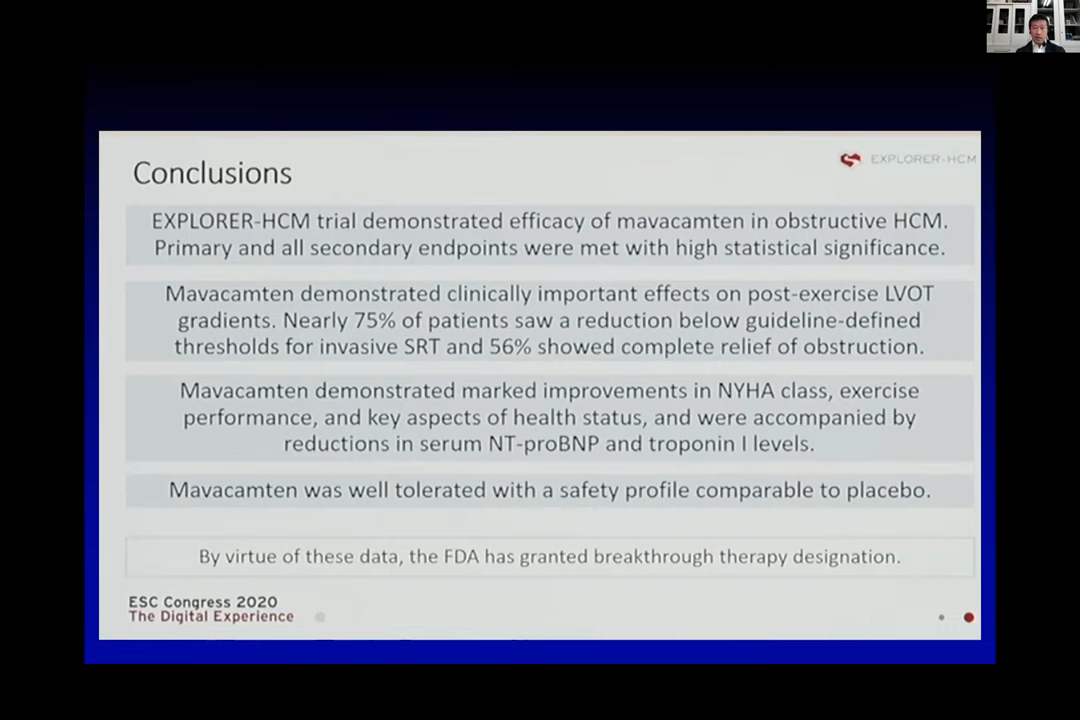 EXPLORER-HCM
Conclusions
EXPLORER-HCM trial demonstrated efficacy of mavacamten in obstructive HCM.
Primary and all secondary endpoints were met with high statistical significance.
Mavacamten demonstrated clinically important effects on post-exercise LVOT
gradients. Nearly 75% of patients saw a reduction below guideline-defined
thresholds for invasive SRT and 56% showed complete relief of obstruction.
Mavacamten demonstrated marked improvements in NYHA class, exercise
performance, and key aspects of health status, and were accompanied by
reductions in serum NT-proBNP and troponin I levels.
Mavacamten was well tolerated with a safety profile comparable to placebo.
By virtue of these data, the FDA has granted breakthrough therapy designation.
ESC Congress 2020
The Digital Experience